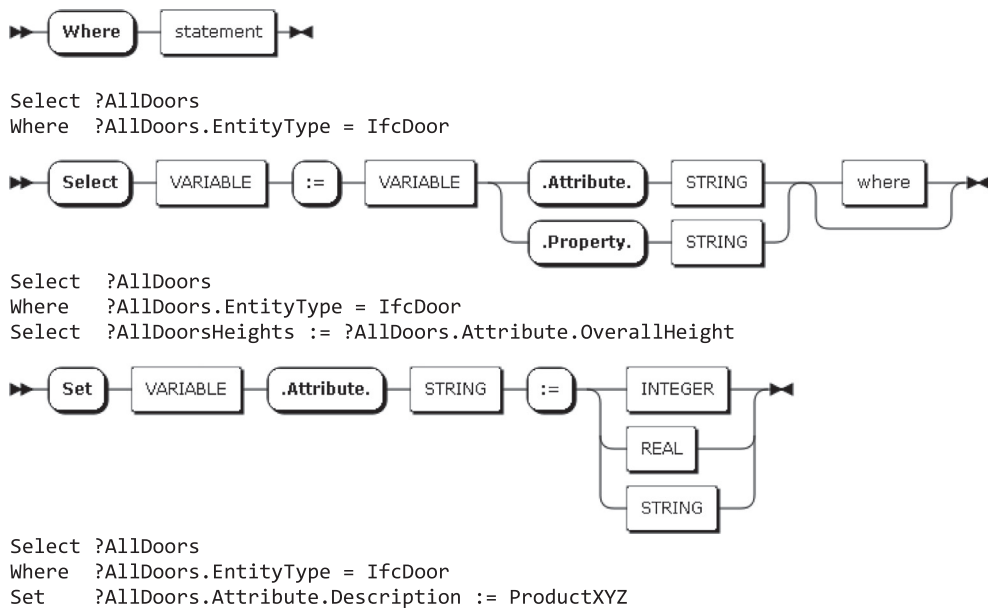 Where statement
Select ?AllDoors
Where ?AllDoors.EntityType = IfcDoor
Select VARIABLE := VARIABLE .Attribute. STRING where
.Property. STRING
Select ?AllDoors
Where ?AllDoors.EntityType = IfcDoor
Select ?AllDoorsHeights := ?AllDoors.Attribute.OverallHeight
Set VARIABLE .Attribute. STRING := INTEGER
REAL
STRING
Select ?AllDoors
Where ?AllDoors.EntityType = IfcDoor
Set ?AllDoors.Attribute.Description := ProductXYZ